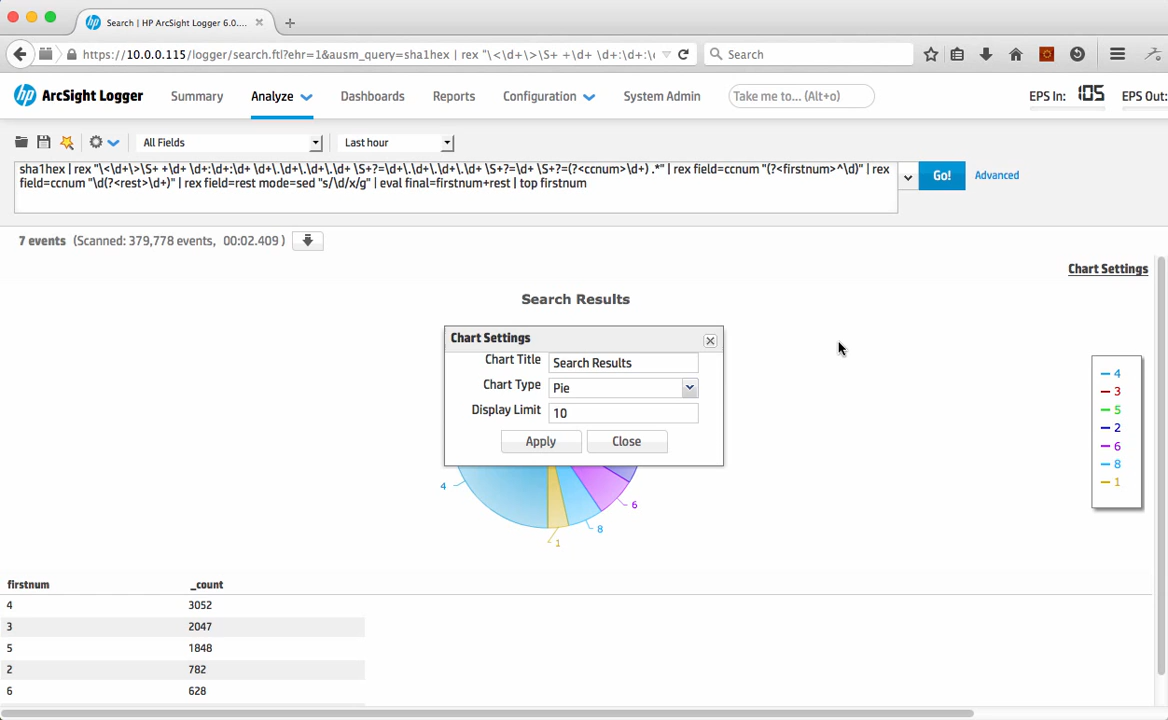 Search | HP ArcSight Logger 6.0....
https://10.0.0.115/logger/search.ftl?ehr=1&ausm_query=sha1hex | rex "\<\d+\>\S+ +\d+ \d+:\d+:\(
Search
hp ArcSight Logger
Summary
Analyze
Dashboards
Reports
Configuration
System Admin
Take me to... (Alt+o)
EPS In: 105
EPS Out:
All Fields
Last hour
sha1hex | rex "\<\d+\>\S+ +\d+ \d+:\d+:\d+ \d+\.\d+\.\d+\.\d+ \S+?=\d+\.\d+\.\d+\.\d+ \S+?=\d+ \S+?=(?<ccnum>\d+) .*" | rex field=ccnum "(?<firstnum>^\d)" | rex
field=ccnum "\d(?<rest>\d+)" | rex field=rest mode=sed "s/\d/x/g" | eval final=firstnum+rest | top firstnum
Go!
Advanced
7 events (Scanned: 379,778 events, 00:02.409 )
Chart Settings
Search Results
Chart Settings
Chart Title Search Results
Chart Type Pie
Display Limit 10
Apply Close
4
6
8
1
4
3
5
2
6
8
1
firstnum _count
4 3052
3 2047
5 1848
2 782
6 628